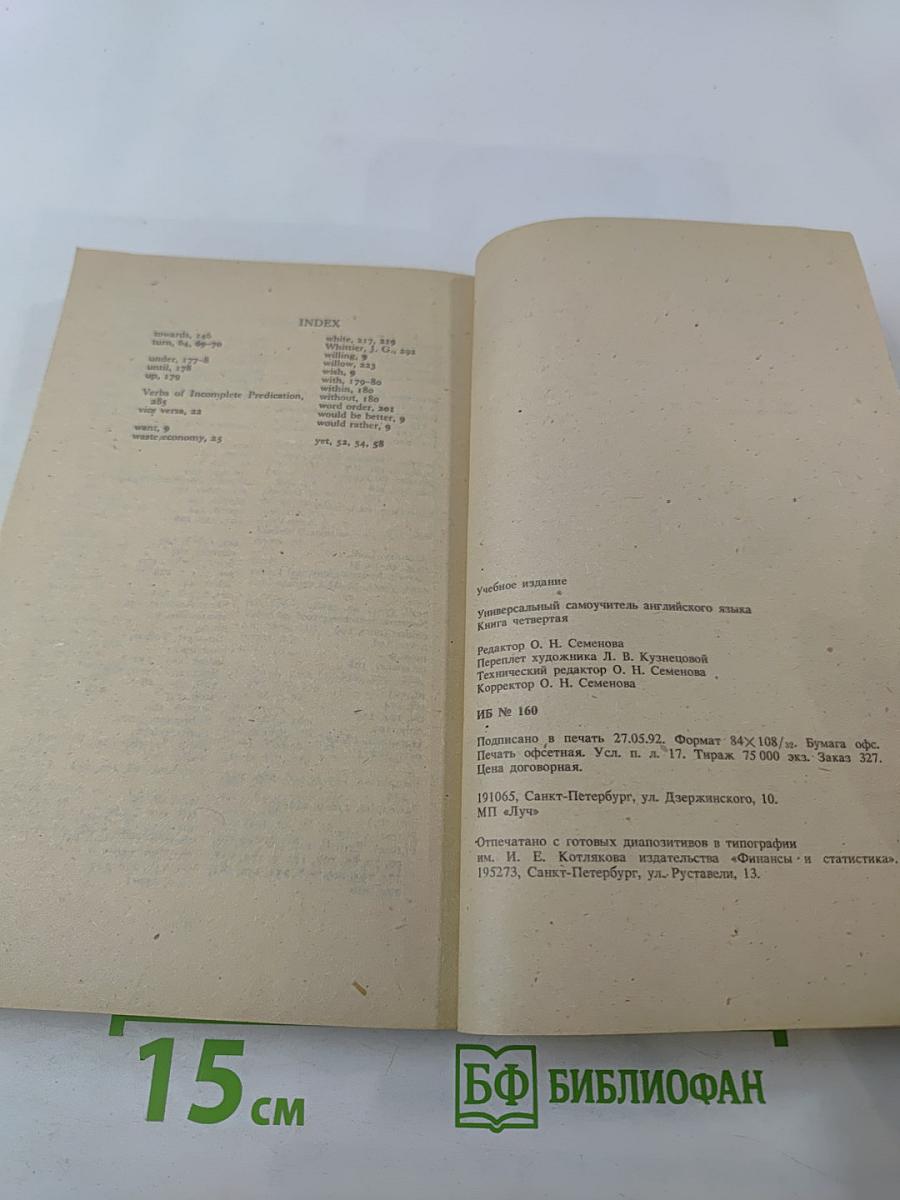 INDEX
towards, 146
turn, 64, 69-70
under, 177-8
until, 178
up, 179
Verbs of Incomplete Predication,
285
vice versa, 22
want, 9
waste/economy, 25
white, 217, 219
Whittier, J. G., 292
willing, 9
willow, 223
wish, 9
with, 179-80
within, 180
without, 180
word order, 201
would be better, 9
would rather, 9
yet, 52, 54, 58
Учебное издание
Универсальный самоучитель английского языка
Книга четвертая
Редактор О. Н. Семенова
Переплет художника Л. В. Кузнецовой
Технический редактор О. Н. Семенова
Корректор О. Н. Семенова
ИБ № 160
Подписано в печать 27.05.92. Формат 84×108/32. Бумага офс.
Печать офсетная. Усл. п. л. 17. Тираж 75 000 экз. Заказ 327.
Цена договорная.
191065, Санкт-Петербург, ул. Дзержинского, 10.
МП «Луч»
Отпечатано с готовых диапозитивов в типографии
им. И. Е. Котлякова издательства «Финансы и статистика».
195273, Санкт-Петербург, ул. Руставели, 13.
15 см
БФ БИБЛИОФАН